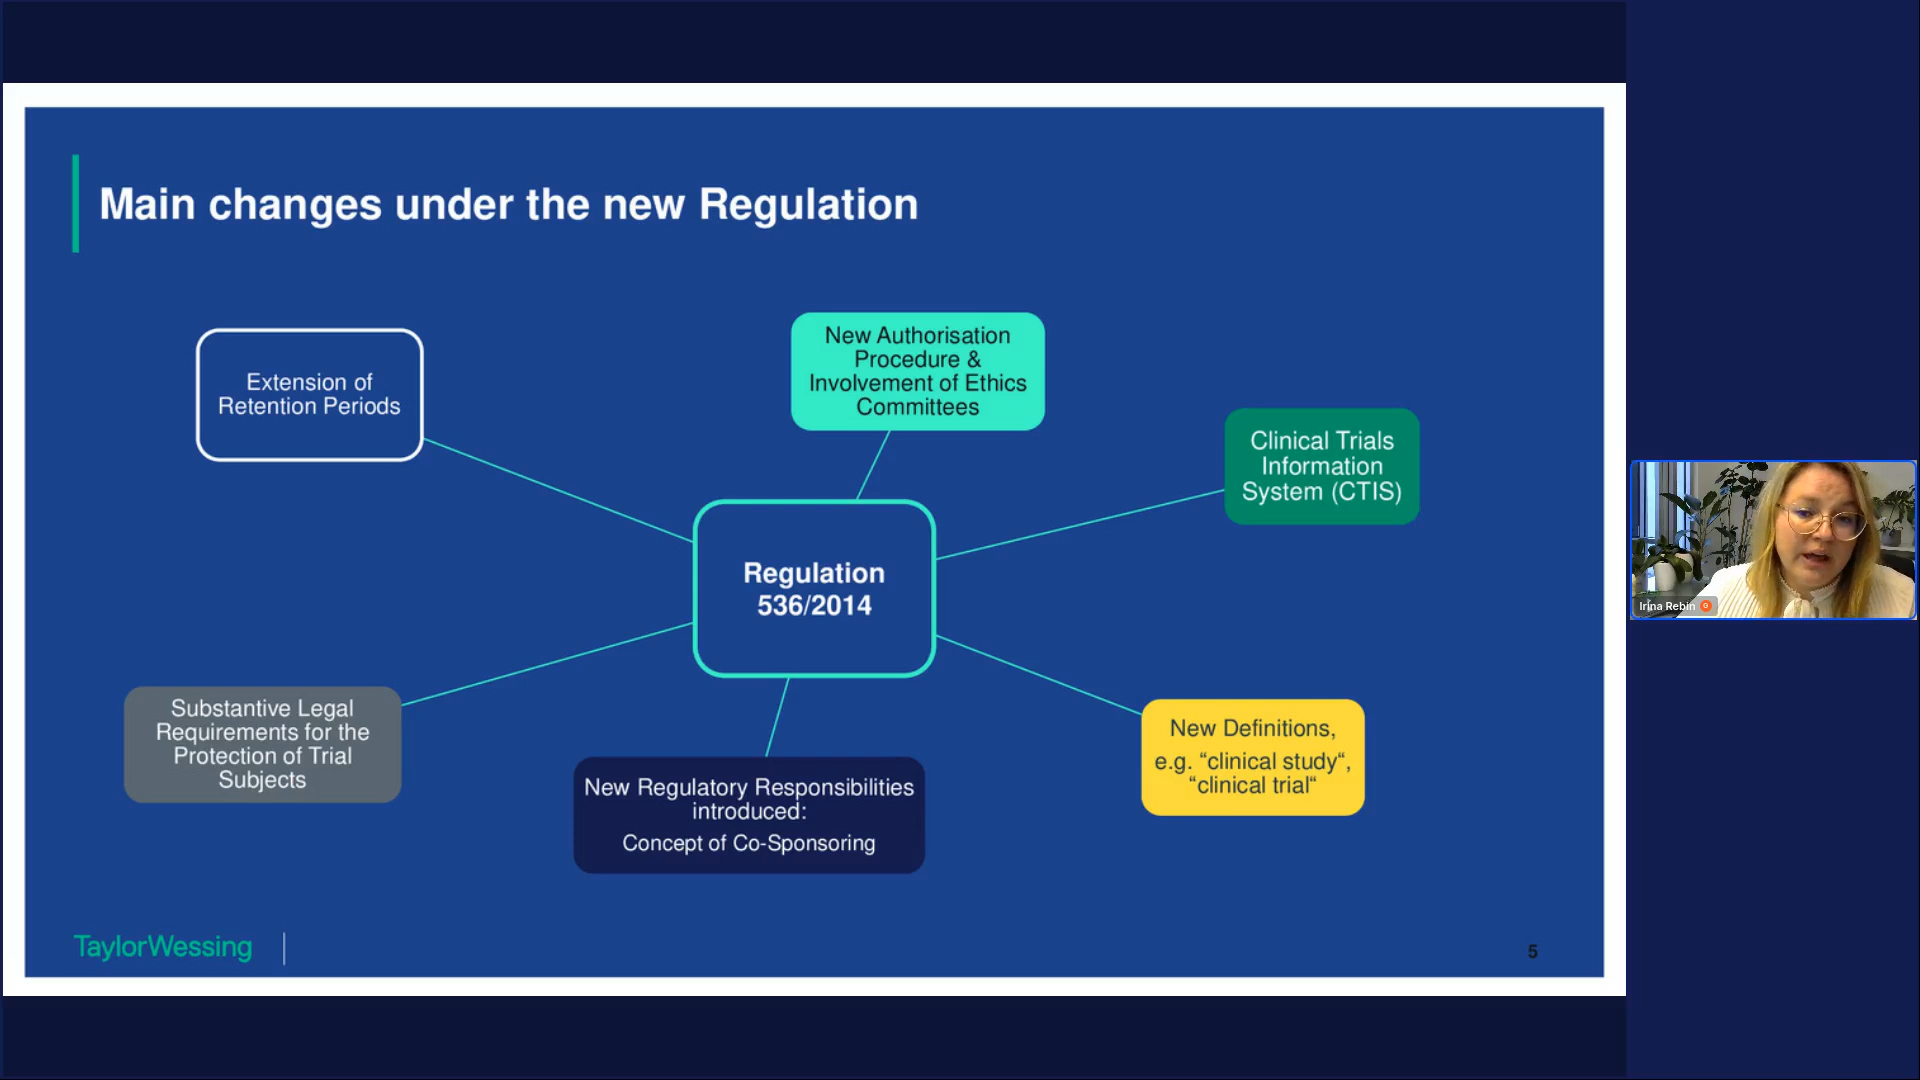 Main changes under the new Regulation
Extension of
Retention Periods
New Authorisation
Procedure &
Involvement of Ethics
Committees
Clinical Trials
Information
System (CTIS)
Regulation
536/2014
Substantive Legal
Requirements for the
Protection of Trial
Subjects
New Regulatory Responsibilities
introduced:
Concept of Co-Sponsoring
New Definitions,
e.g. “clinical study“,
“clinical trial“
TaylorWessing
5
Irina Rebin